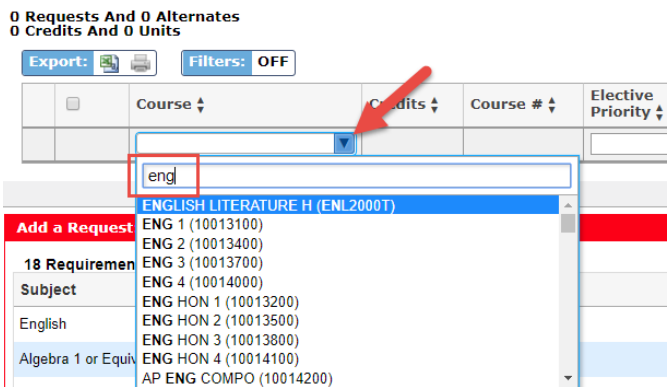 0 Requests And 0 Alternates
0 Credits And 0 Units
Export: Filters: OFF
Course Credits Course # Elective Priority
eng
ENGLISH LITERATURE H (ENL2000T)
Add a Request
ENG 1 (10013100)
ENG 2 (10013400)
18 Requiremen
ENG 3 (10013700)
Subject
ENG 4 (10014000)
ENG HON 1 (10013200)
English
ENG HON 2 (10013500)
ENG HON 3 (10013800)
Algebra 1 or Equiv
ENG HON 4 (10014100)
AP ENG COMPO (10014200)